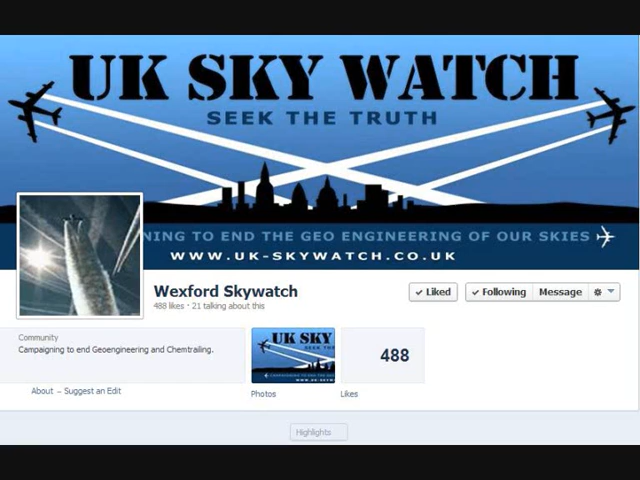 UK SKY WATCH
SEEK THE TRUTH
NING TO END THE GEO ENGINEERING OF OUR SKIES
WWW.UK-SKYWATCH.CO.UK
Wexford Skywatch
488 likes · 21 talking about this
Liked
Following
Message
Community
Campaigning to end Geoengineering and Chemtrailing.
About – Suggest an Edit
UK SKY
SEEK THE
Photos
488
Likes
Highlights